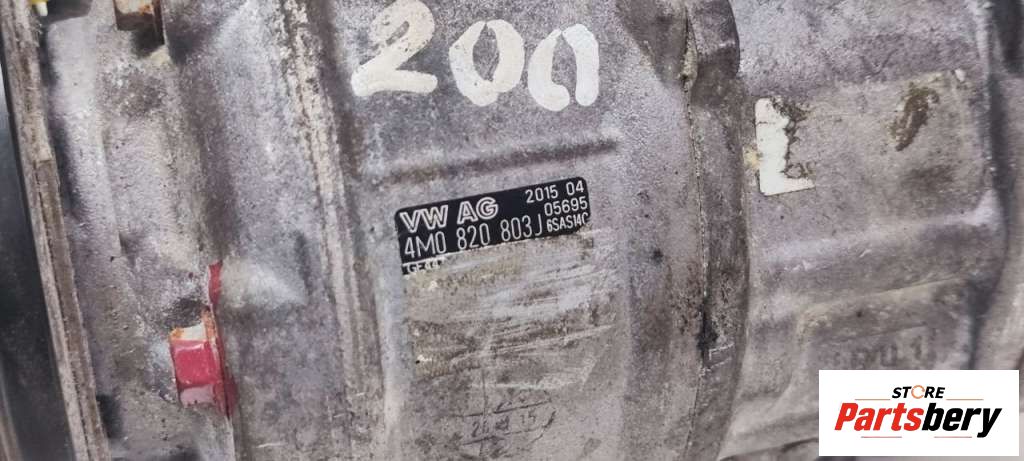 200
L
VW AG 2015 04
05695
4M0 820 803J 6SAS14C
STORE
Partsbery